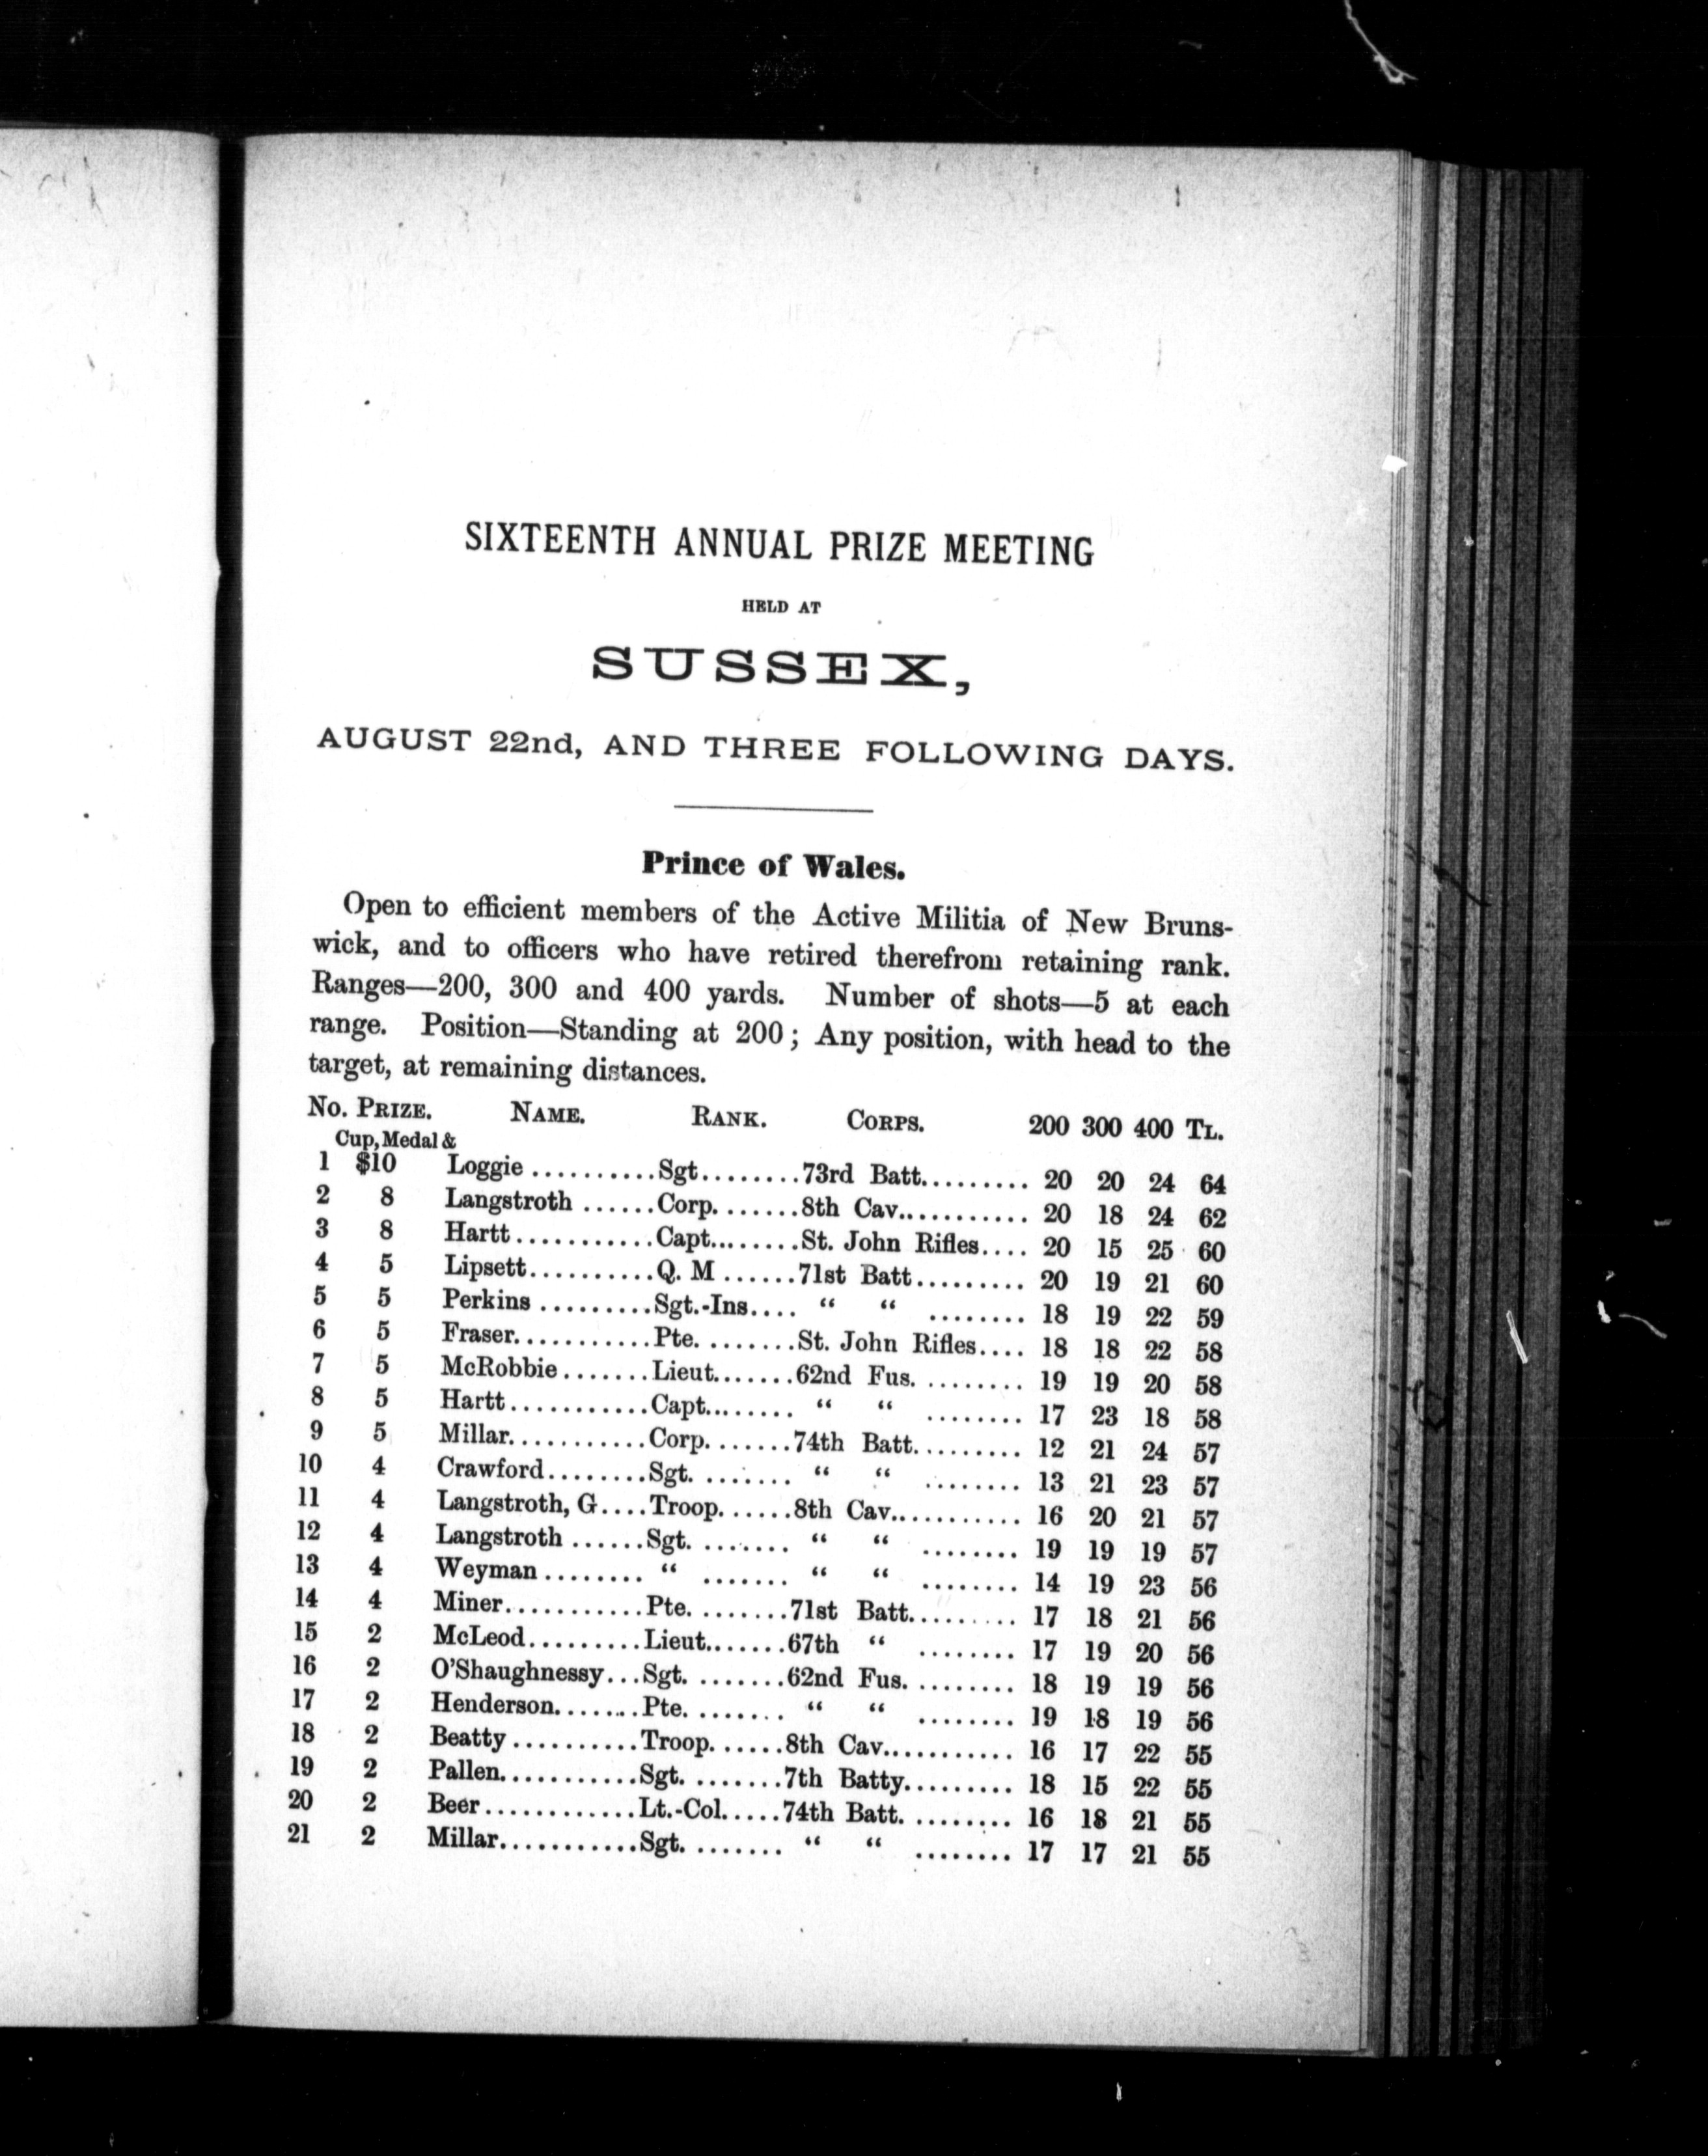 SIXTEENTH ANNUAL PRIZE MEETING
HELD AT
SUSSEX,
AUGUST 22nd, AND THREE FOLLOWING DAYS.
Prince of Wales.
Open to efficient members of the Active Militia of New Bruns-
wick, and to officers who have retired therefrom retaining rank.
Ranges—200, 300 and 400 yards. Number of shots—5 at each
range. Position—Standing at 200; Any position, with head to the
target, at remaining distances.
No. PRIZE. NAME. RANK. CORPS. 200 300 400 TL.
Cup, Medal &
1 $10 Loggie ..........Sgt........73rd Batt......... 20 20 24 64
2 8 Langstroth ......Corp.......8th Cav............ 20 18 24 62
3 8 Hartt...........Capt........St. John Rifles.... 20 15 25 60
4 5 Lipsett..........Q. M ......71st Batt......... 20 19 21 60
5 5 Perkins .........Sgt.-Ins.... “ “ ........ 18 19 22 59
6 5 Fraser............Pte. .......St. John Rifles.... 18 18 22 58
7 5 McRobbie.......Lieut.......62nd Fus. ........ 19 19 20 58
8 5 Hartt...........Capt........ “ “ ........ 17 23 18 58
9 5 Millar............Corp.......74th Batt......... 12 21 24 57
10 4 Crawford........Sgt. ....... “ “ ........ 13 21 23 57
11 4 Langstroth, G....Troop......8th Cav............ 16 20 21 57
12 4 Langstroth ......Sgt. ....... “ “ ........ 19 19 19 57
13 4 Weyman ........ “ ....... “ “ ........ 14 19 23 56
14 4 Miner............Pte. .......71st Batt......... 17 18 21 56
15 2 McLeod.........Lieut.......67th “ ........ 17 19 20 56
16 2 O'Shaughnessy...Sgt. .......62nd Fus. ........ 18 19 19 56
17 2 Henderson.......Pte. ....... “ “ ........ 19 18 19 56
18 2 Beatty ..........Troop......8th Cav............ 16 17 22 55
19 2 Pallen............Sgt. .......7th Batty......... 18 15 22 55
20 2 Beer............Lt.-Col.....74th Batt. ........ 16 18 21 55
21 2 Millar............Sgt. ....... “ “ ........ 17 17 21 55